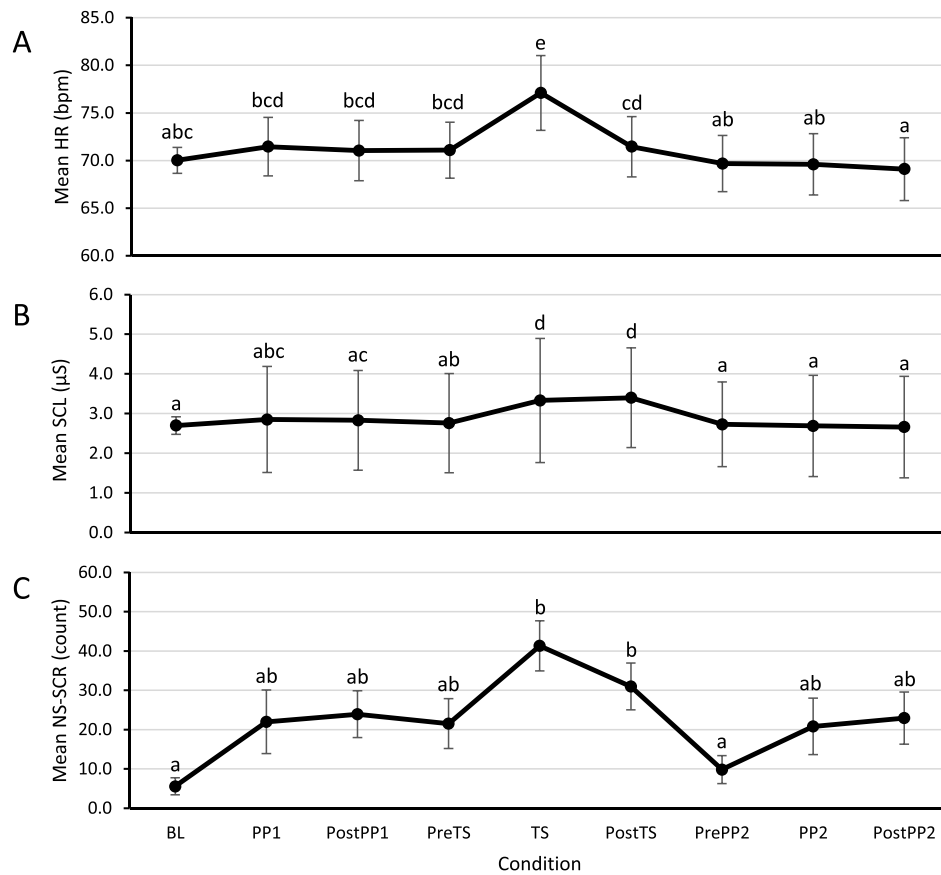 A
Mean HR (bpm)
85.0
80.0
75.0
70.0
65.0
60.0
abc
bcd
bcd
bcd
e
cd
ab
ab
a
B
Mean SCL (µS)
6.0
5.0
4.0
3.0
2.0
1.0
0.0
a
abc
ac
ab
d
d
a
a
a
C
Mean NS-SCR (count)
60.0
50.0
40.0
30.0
20.0
10.0
0.0
a
ab
ab
ab
b
b
a
ab
ab
BL PP1 PostPP1 PreTS TS PostTS PrePP2 PP2 PostPP2
Condition